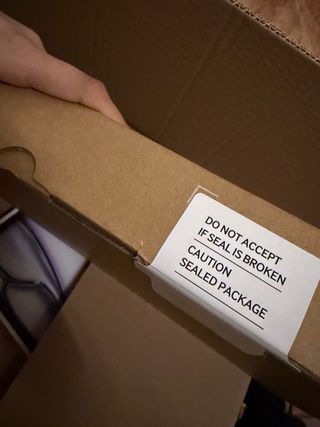 DO NOT ACCEPT
IF SEAL IS BROKEN
CAUTION
SEALED PACKAGE